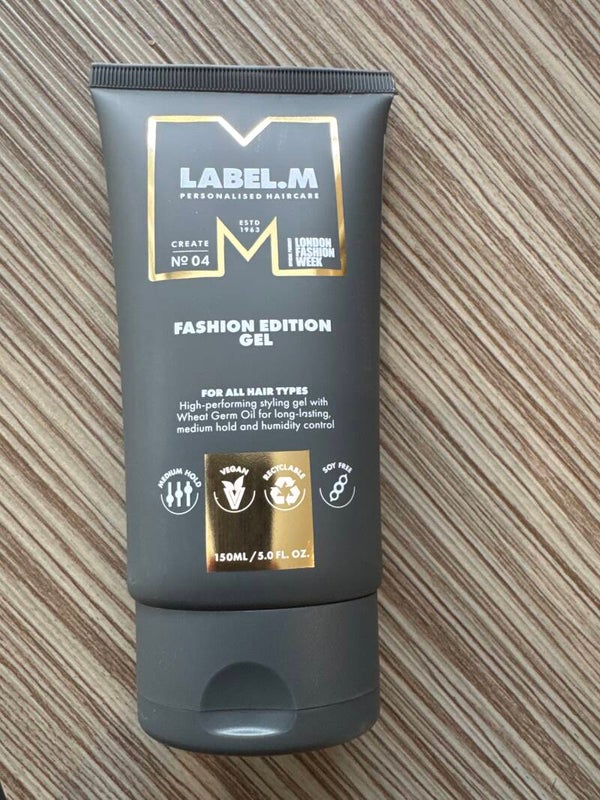 LABEL.M
PERSONALISED HAIRCARE
ESTD
1963
CREATE
Nº 04
LONDON
FASHION
WEEK
FASHION EDITION
GEL
FOR ALL HAIR TYPES
High-performing styling gel with
Wheat Germ Oil for long-lasting,
medium hold and humidity control
MEDIUM HOLD
VEGAN
RECYCLABLE
SOY FREE
150ML / 5.0 FL. OZ.